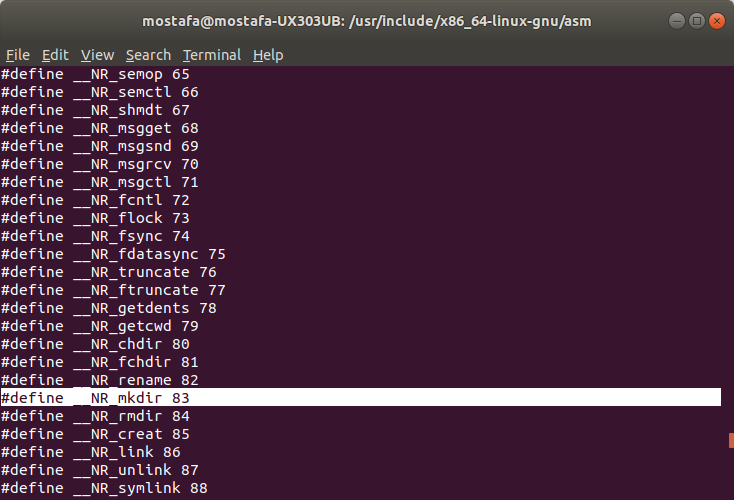 mostafa@mostafa-UX303UB: /usr/include/x86_64-linux-gnu/asm
File Edit View Search Terminal Help
#define __NR_semop 65
#define __NR_semctl 66
#define __NR_shmdt 67
#define __NR_msgget 68
#define __NR_msgsnd 69
#define __NR_msgrcv 70
#define __NR_msgctl 71
#define __NR_fcntl 72
#define __NR_flock 73
#define __NR_fsync 74
#define __NR_fdatasync 75
#define __NR_truncate 76
#define __NR_ftruncate 77
#define __NR_getdents 78
#define __NR_getcwd 79
#define __NR_chdir 80
#define __NR_fchdir 81
#define __NR_rename 82
#define __NR_mkdir 83
#define __NR_rmdir 84
#define __NR_creat 85
#define __NR_link 86
#define __NR_unlink 87
#define __NR_symlink 88